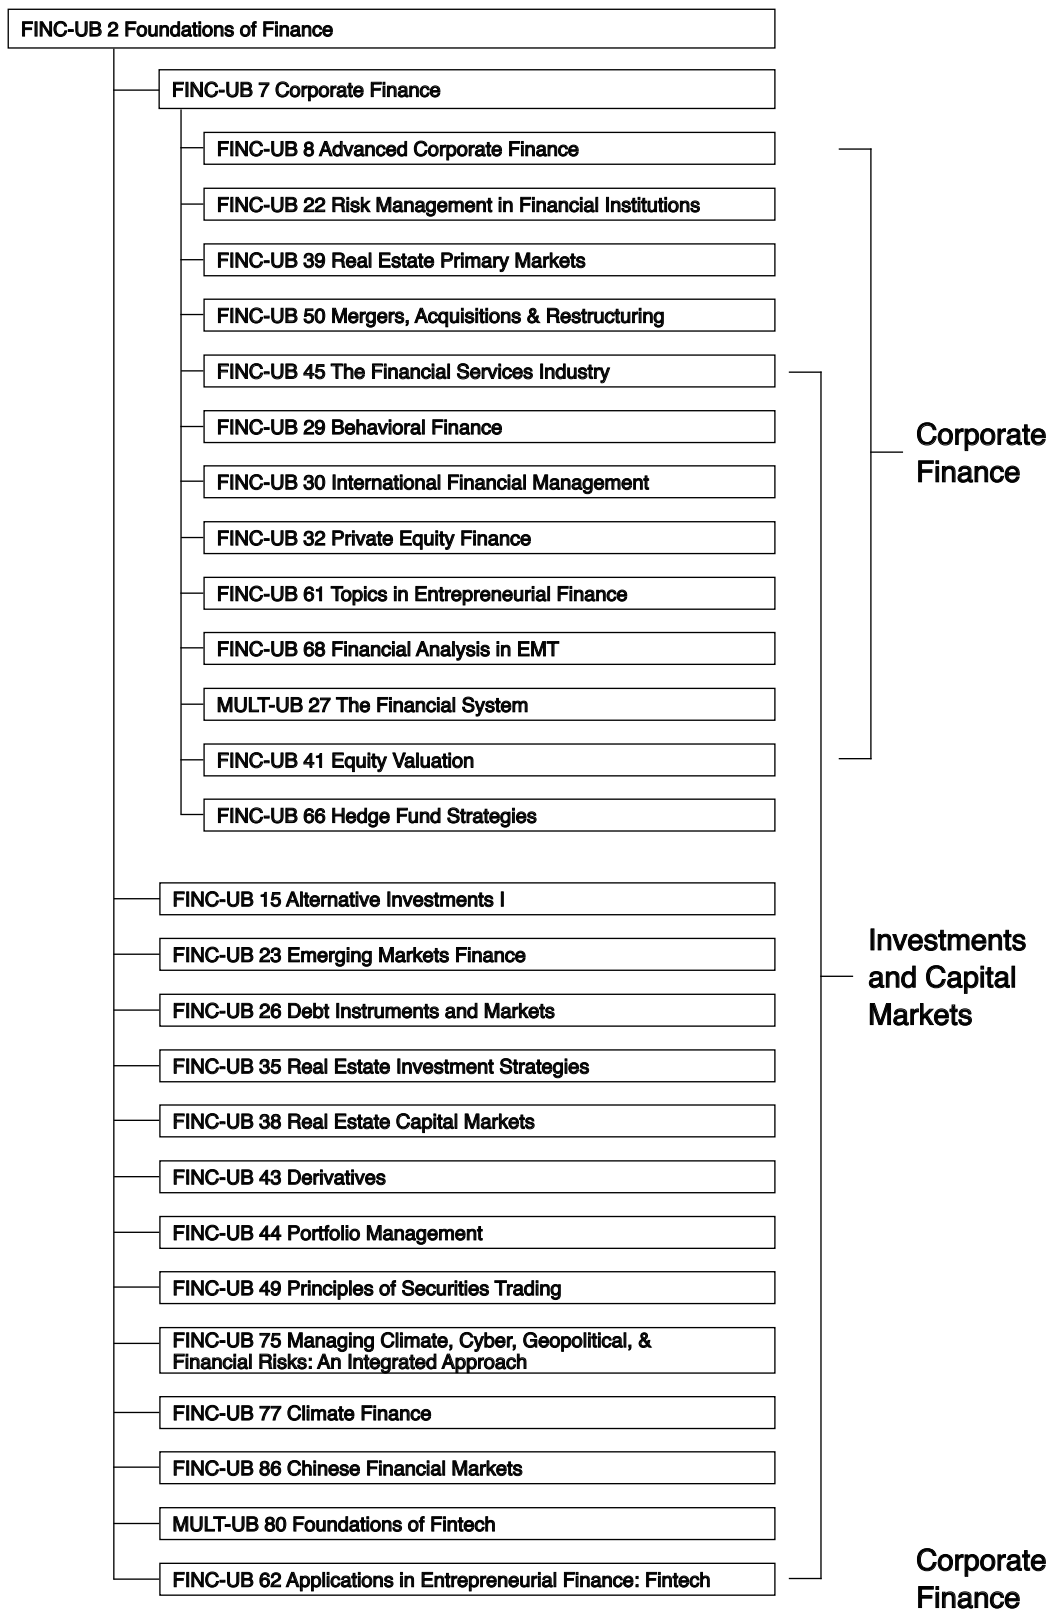 FINC-UB 2 Foundations of Finance
FINC-UB 7 Corporate Finance
FINC-UB 8 Advanced Corporate Finance
FINC-UB 22 Risk Management in Financial Institutions
FINC-UB 39 Real Estate Primary Markets
FINC-UB 50 Mergers, Acquisitions & Restructuring
FINC-UB 45 The Financial Services Industry
FINC-UB 29 Behavioral Finance
FINC-UB 30 International Financial Management
FINC-UB 32 Private Equity Finance
FINC-UB 61 Topics in Entrepreneurial Finance
FINC-UB 68 Financial Analysis in EMT
MULT-UB 27 The Financial System
FINC-UB 41 Equity Valuation
FINC-UB 66 Hedge Fund Strategies
Corporate
Finance
FINC-UB 15 Alternative Investments I
FINC-UB 23 Emerging Markets Finance
FINC-UB 26 Debt Instruments and Markets
FINC-UB 35 Real Estate Investment Strategies
FINC-UB 38 Real Estate Capital Markets
FINC-UB 43 Derivatives
FINC-UB 44 Portfolio Management
FINC-UB 49 Principles of Securities Trading
FINC-UB 75 Managing Climate, Cyber, Geopolitical, &
Financial Risks: An Integrated Approach
FINC-UB 77 Climate Finance
FINC-UB 86 Chinese Financial Markets
MULT-UB 80 Foundations of Fintech
FINC-UB 62 Applications in Entrepreneurial Finance: Fintech
Investments
and Capital
Markets
Corporate
Finance